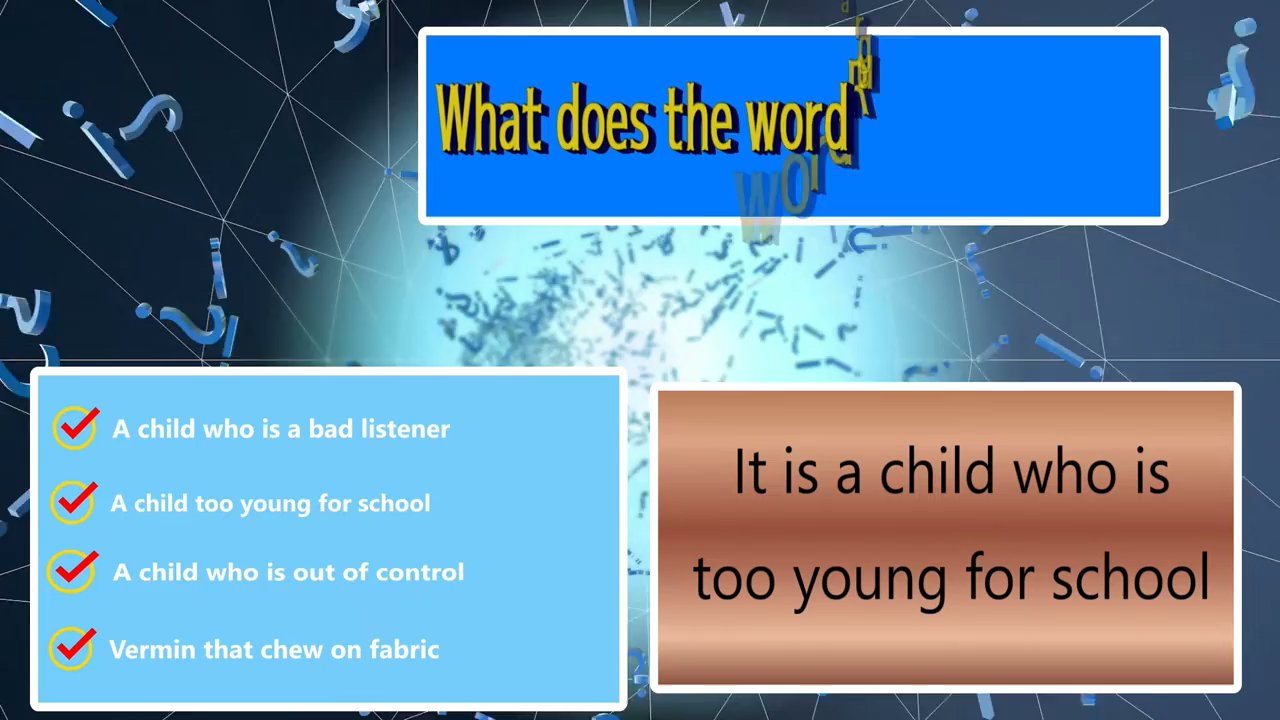 What does the word
A child who is a bad listener
A child too young for school
A child who is out of control
Vermin that chew on fabric
It is a child who is
too young for school